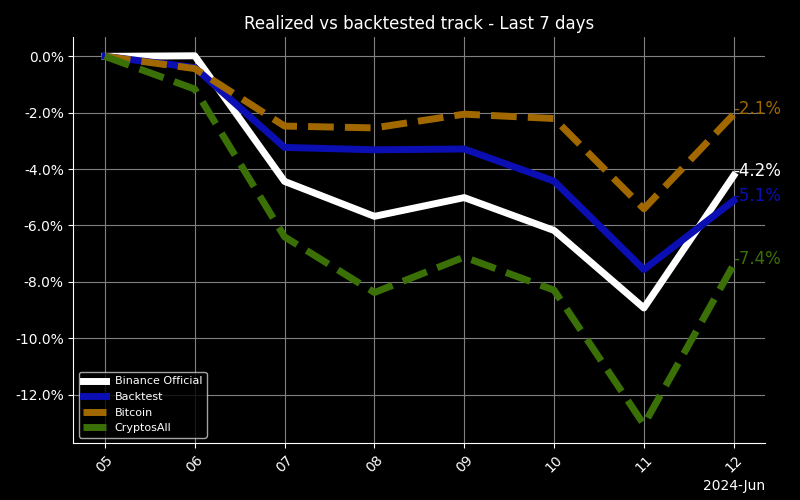 Realized vs backtested track - Last 7 days
0.0%
-2.0%
-4.0%
-6.0%
-8.0%
-10.0%
-12.0%
-2.1%
-4.2%
-5.1%
-7.4%
Binance Official
Backtest
Bitcoin
CryptosAll
05 06 07 08 09 10 11 12
2024-Jun